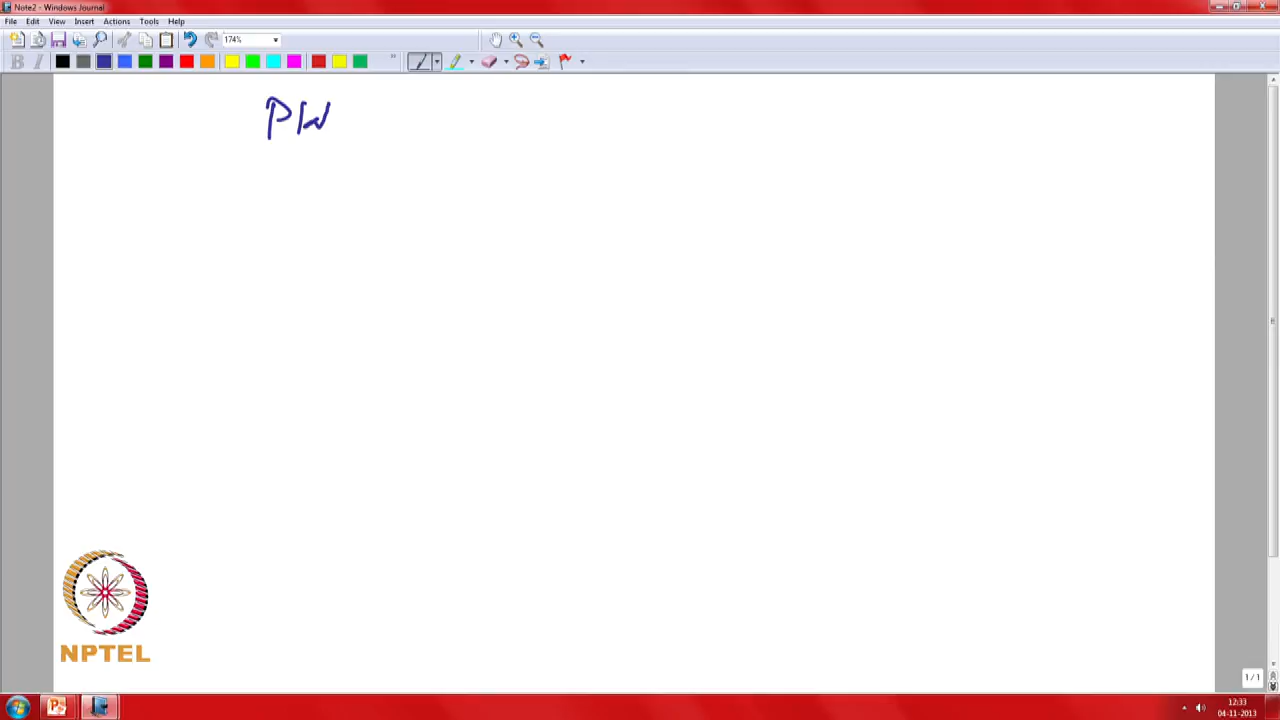 Note2 - Windows Journal
File Edit View Insert Actions Tools Help
174%
B I
PW
NPTEL
1 / 1
12:33
04-11-2013